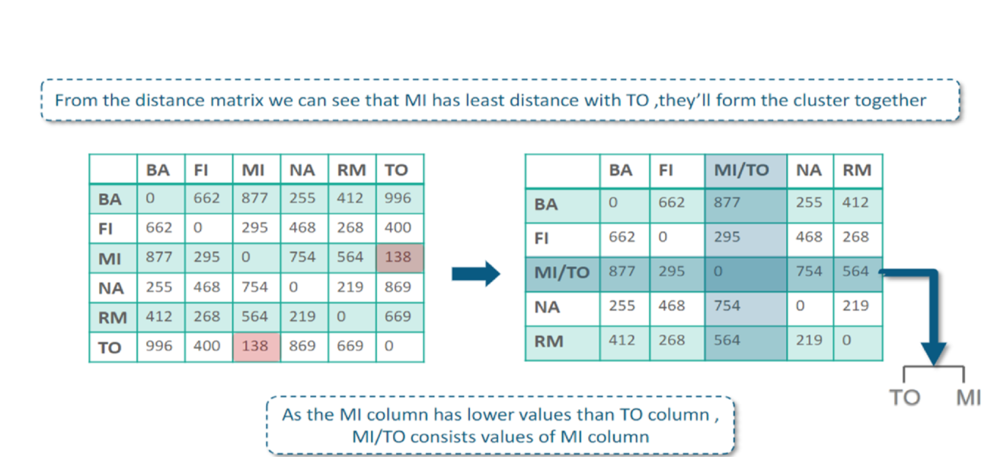 From the distance matrix we can see that MI has least distance with TO ,they'll form the cluster together
BA FI MI NA RM TO
BA 0 662 877 255 412 996
FI 662 0 295 468 268 400
MI 877 295 0 754 564 138
NA 255 468 754 0 219 869
RM 412 268 564 219 0 669
TO 996 400 138 869 669 0
BA FI MI/TO NA RM
BA 0 662 877 255 412
FI 662 0 295 468 268
MI/TO 877 295 0 754 564
NA 255 468 754 0 219
RM 412 268 564 219 0
TO MI
As the MI column has lower values than TO column ,
MI/TO consists values of MI column